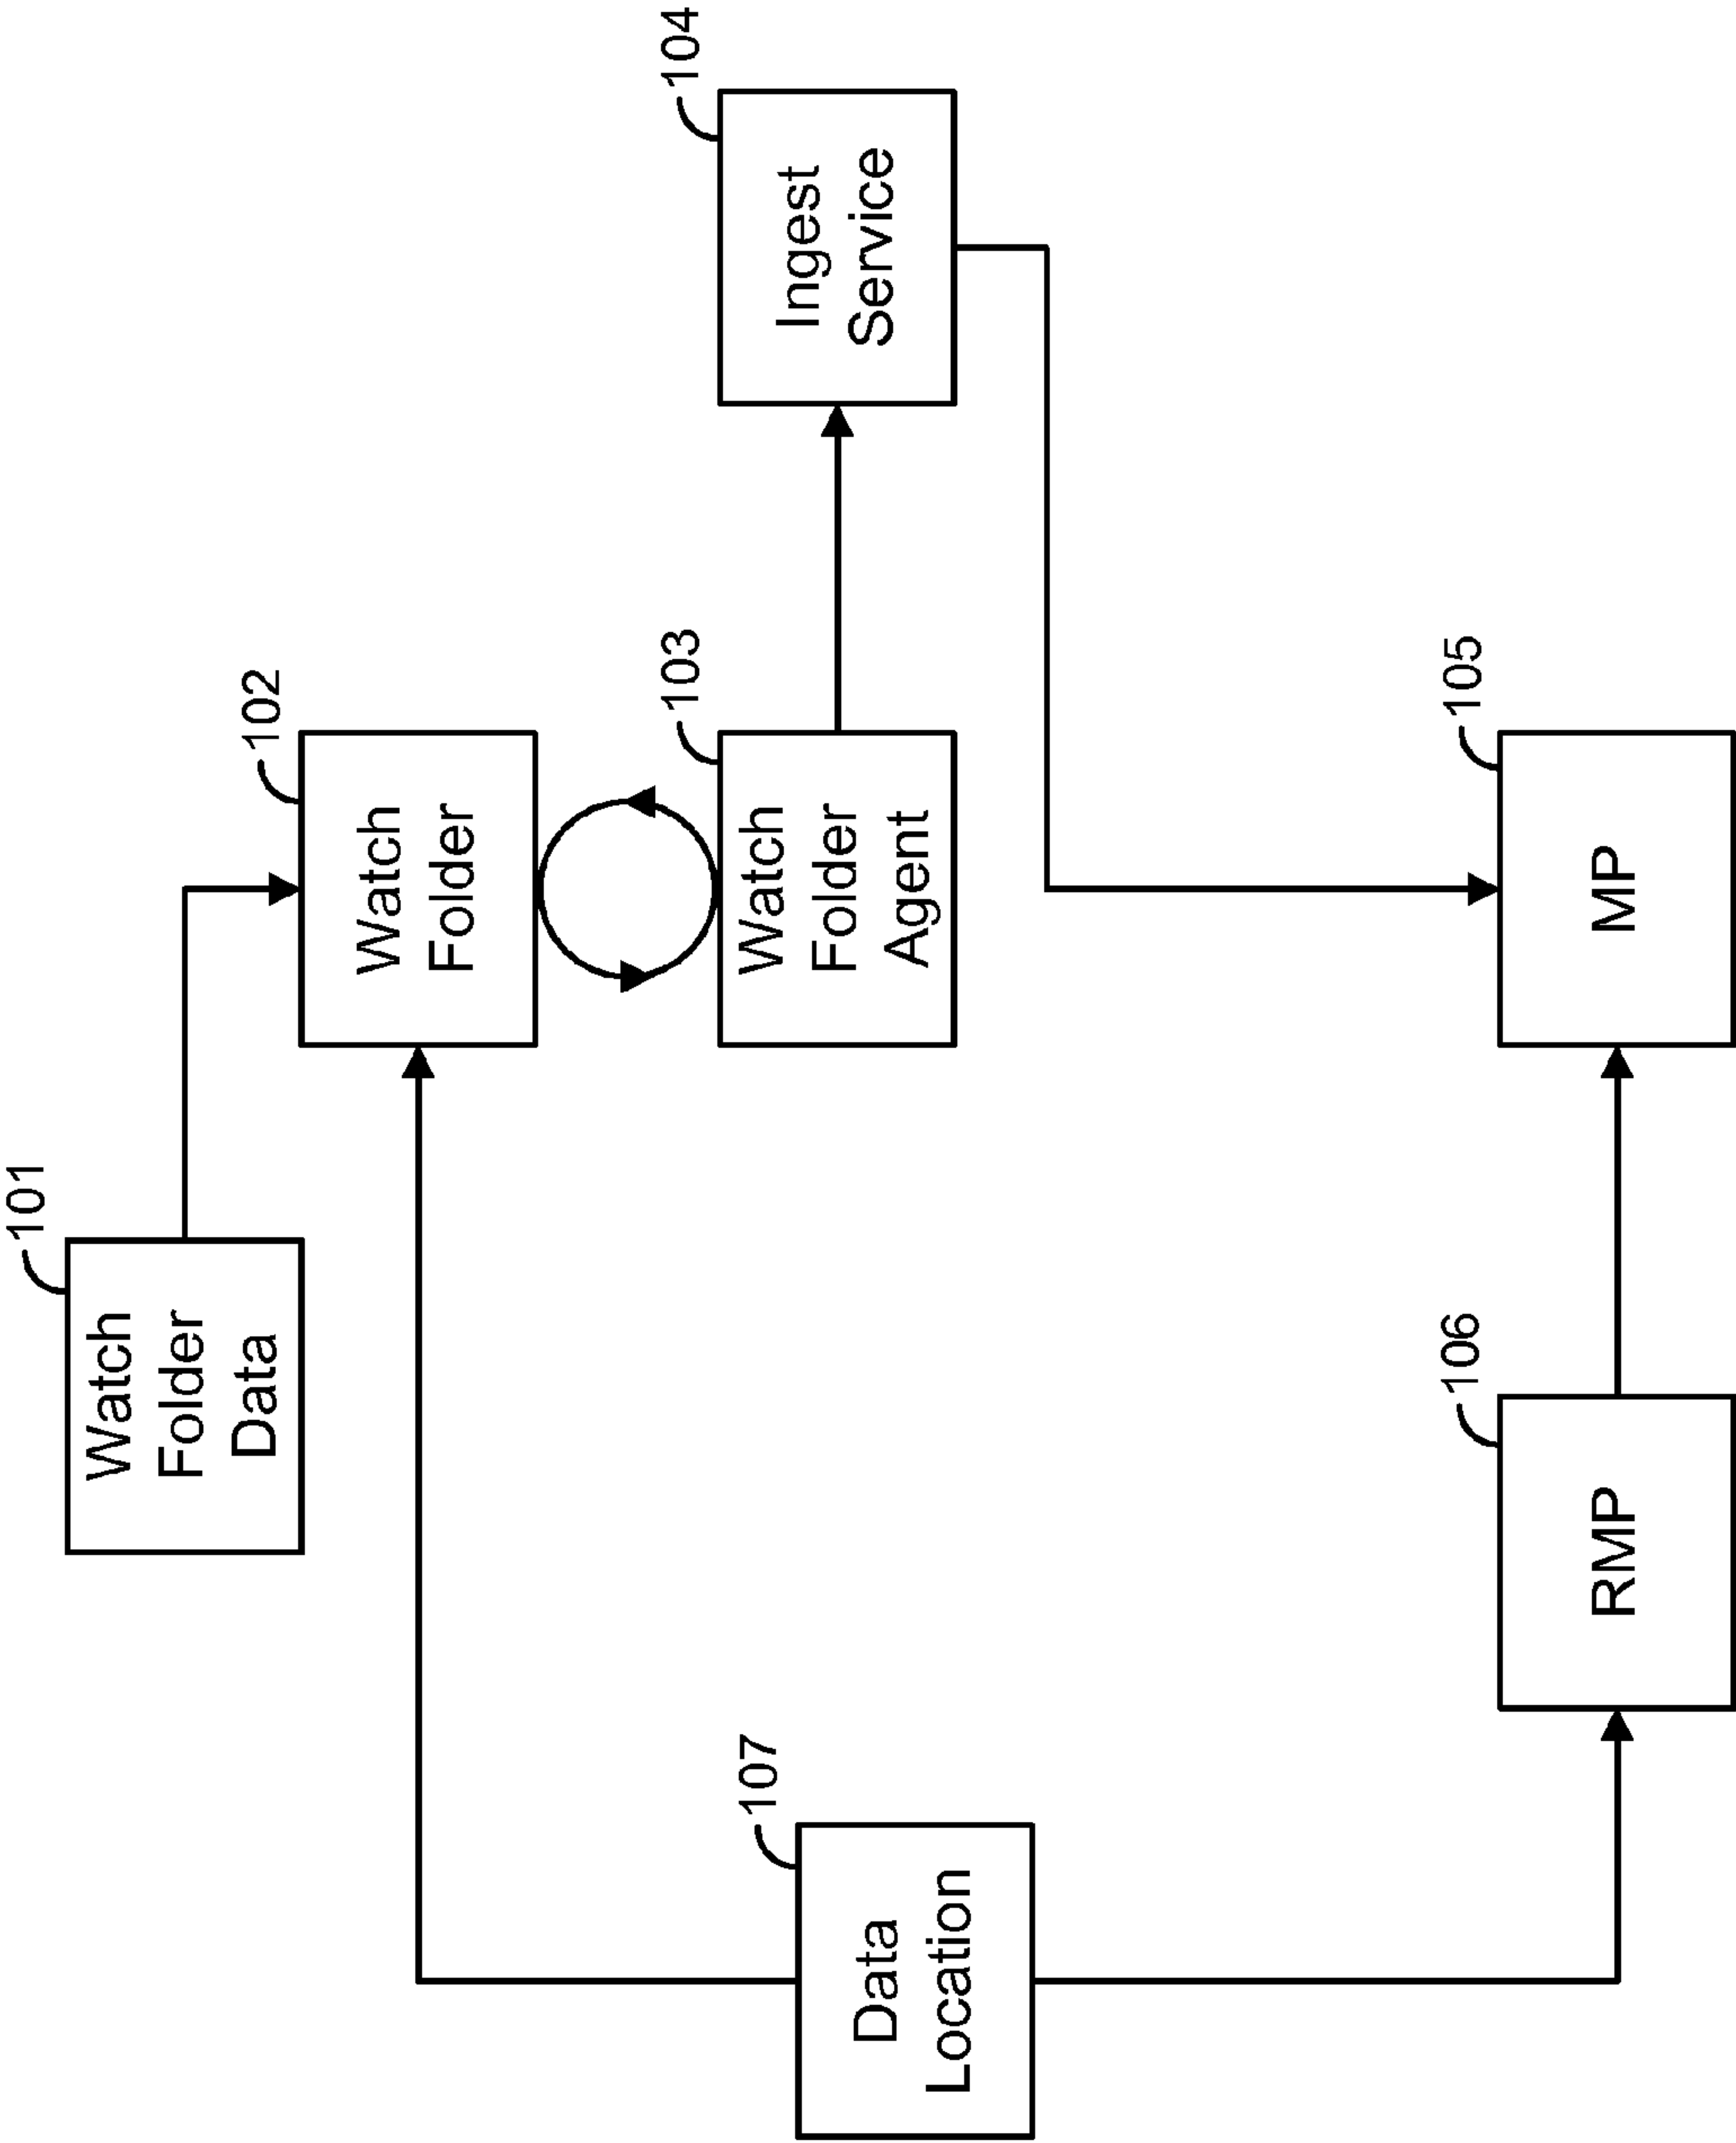 101
Watch
Folder
Data
102
Watch
Folder
103
Watch
Folder
Agent
104
Ingest
Service
107
Data
Location
106
RMP
105
MP